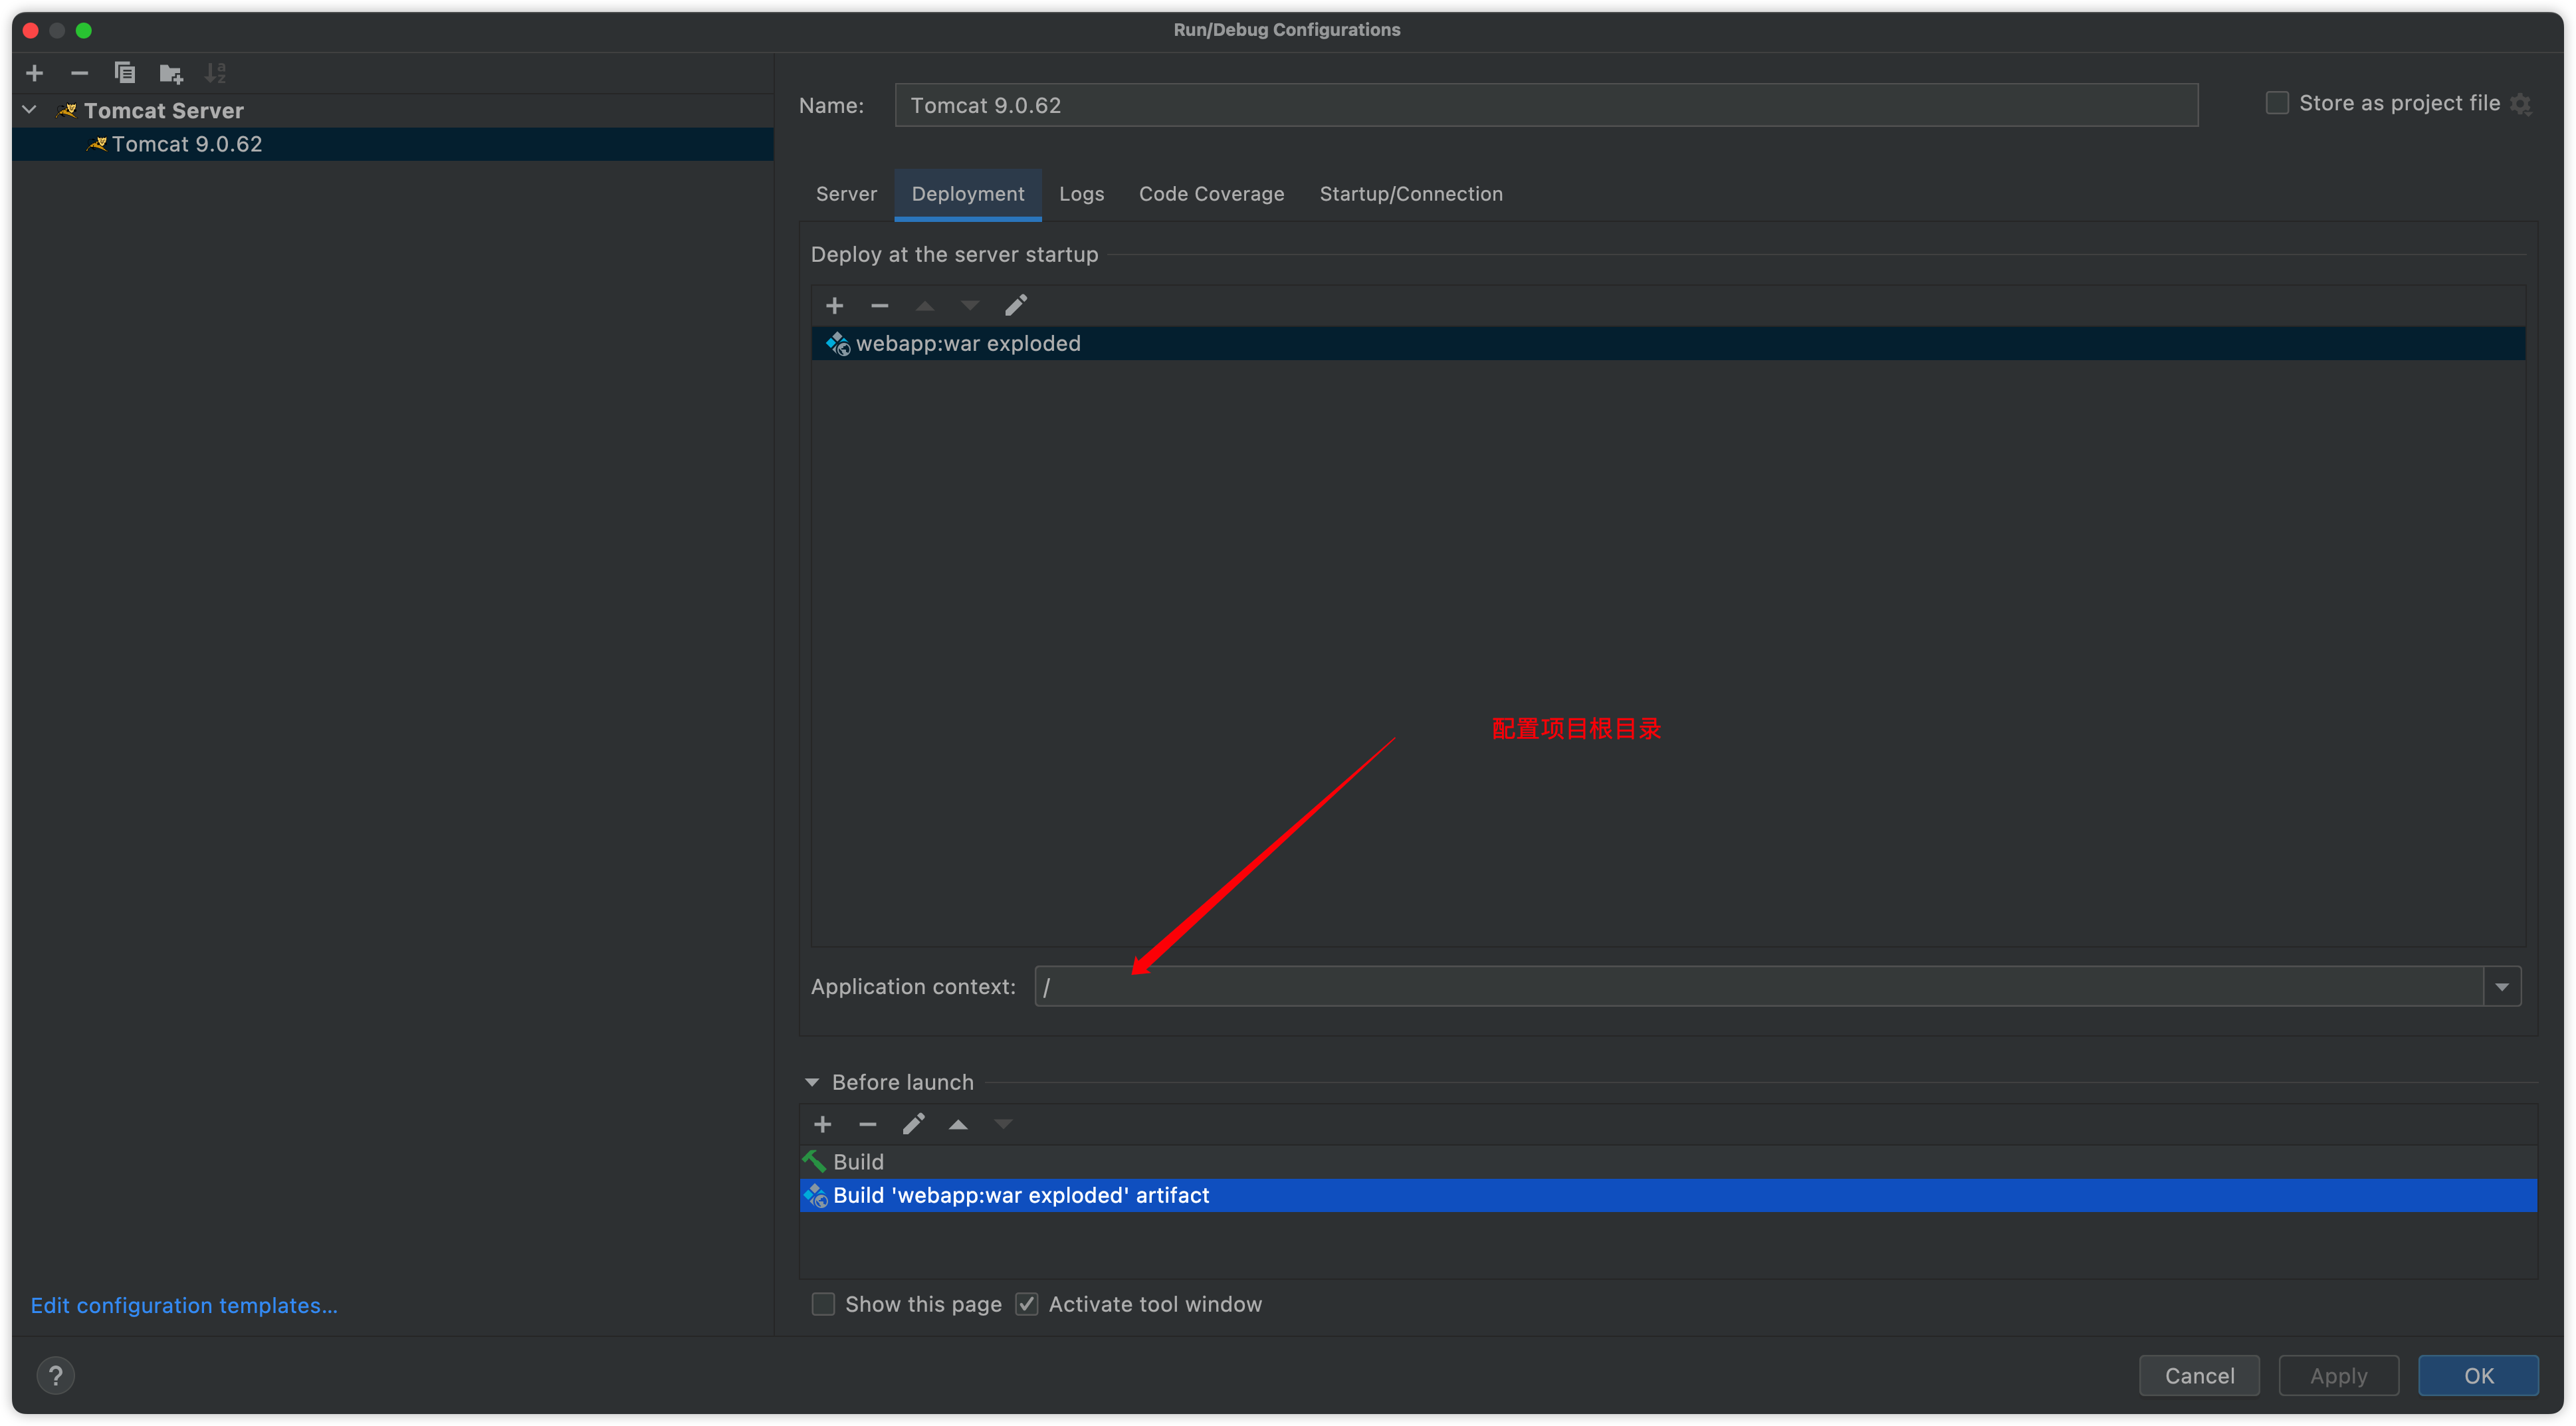 Run/Debug Configurations
Tomcat Server
Tomcat 9.0.62
Edit configuration templates...
Name:
Tomcat 9.0.62
Store as project file
Server
Deployment
Logs
Code Coverage
Startup/Connection
Deploy at the server startup
webapp:war exploded
配置项目根目录
Application context:
/
Before launch
Build
Build 'webapp:war exploded' artifact
Show this page
Activate tool window
?
Cancel
Apply
OK